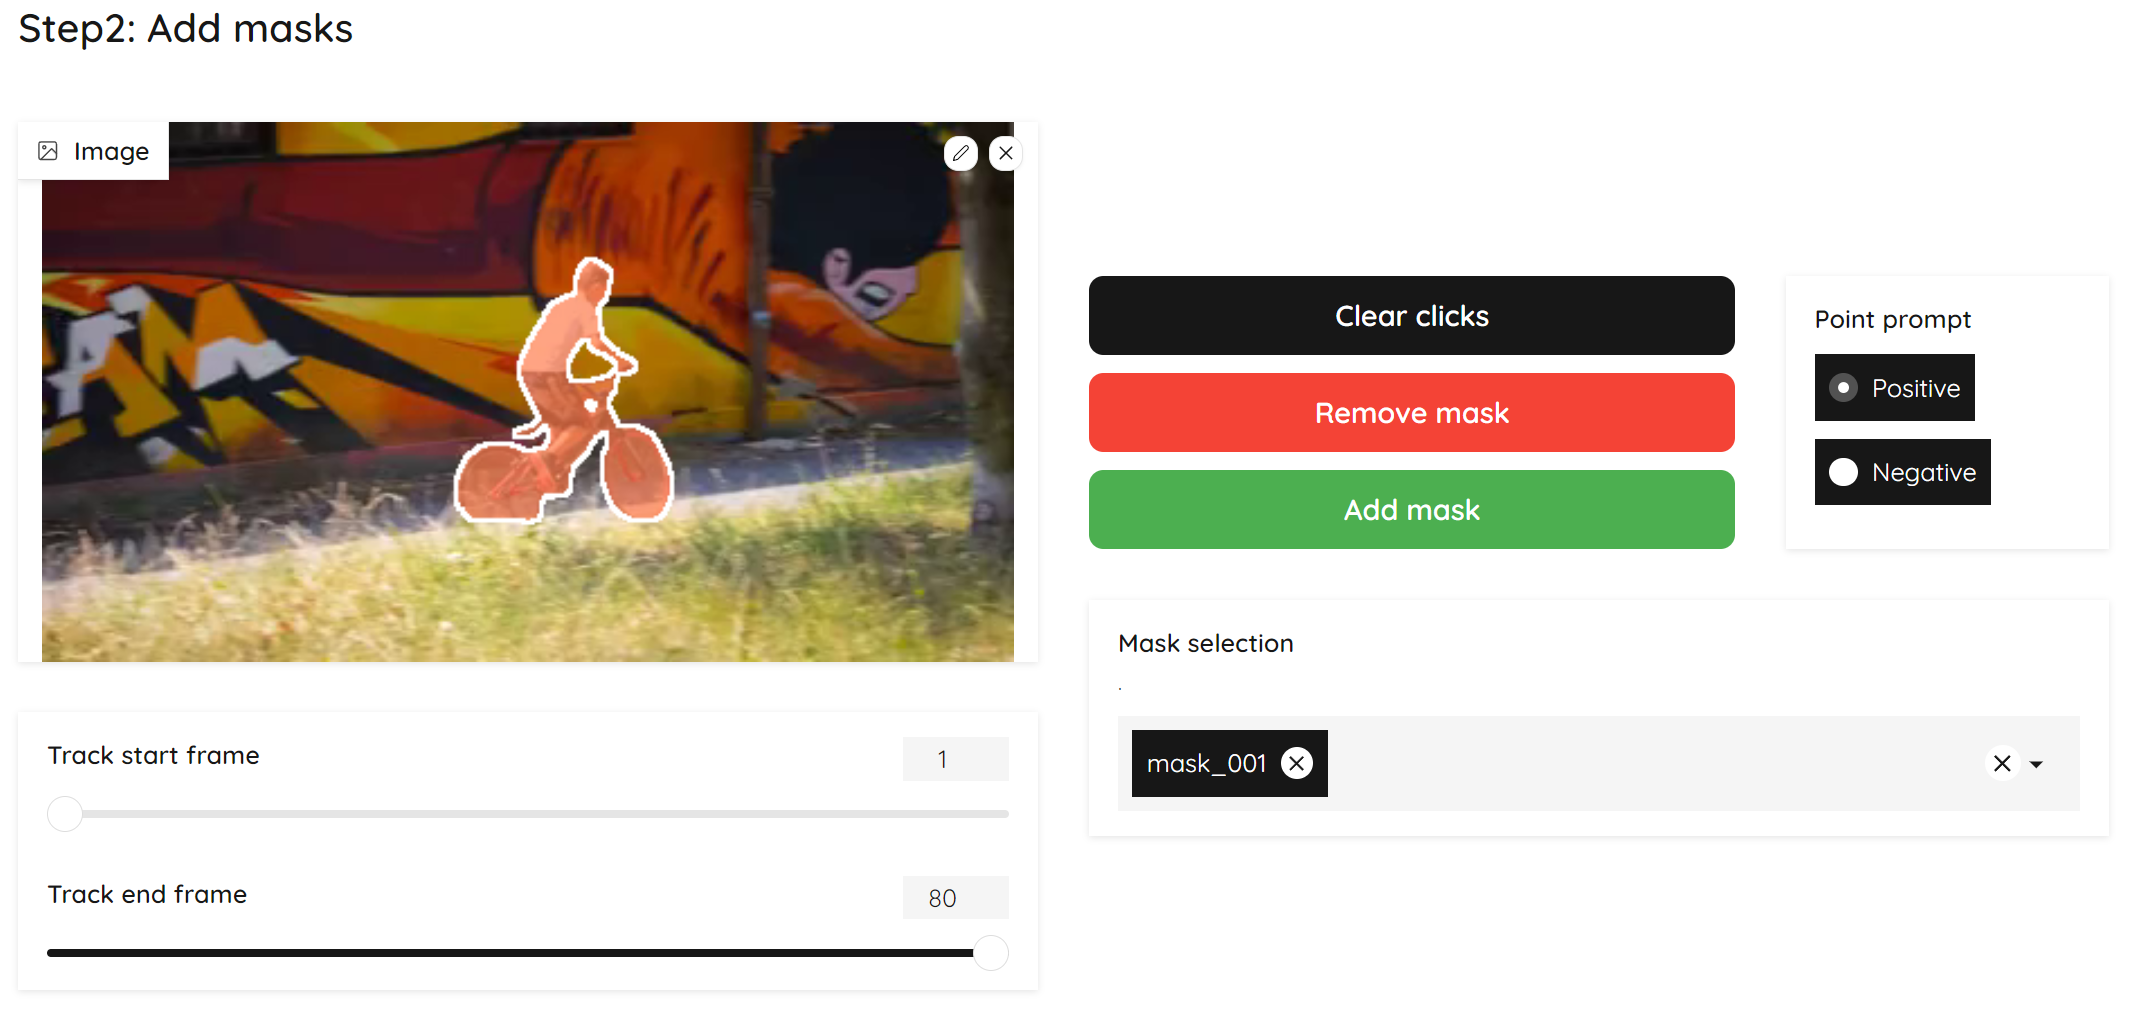 Step2: Add masks
Image
Clear clicks
Remove mask
Add mask
Point prompt
Positive
Negative
Mask selection
.
mask_001
Track start frame
1
Track end frame
80